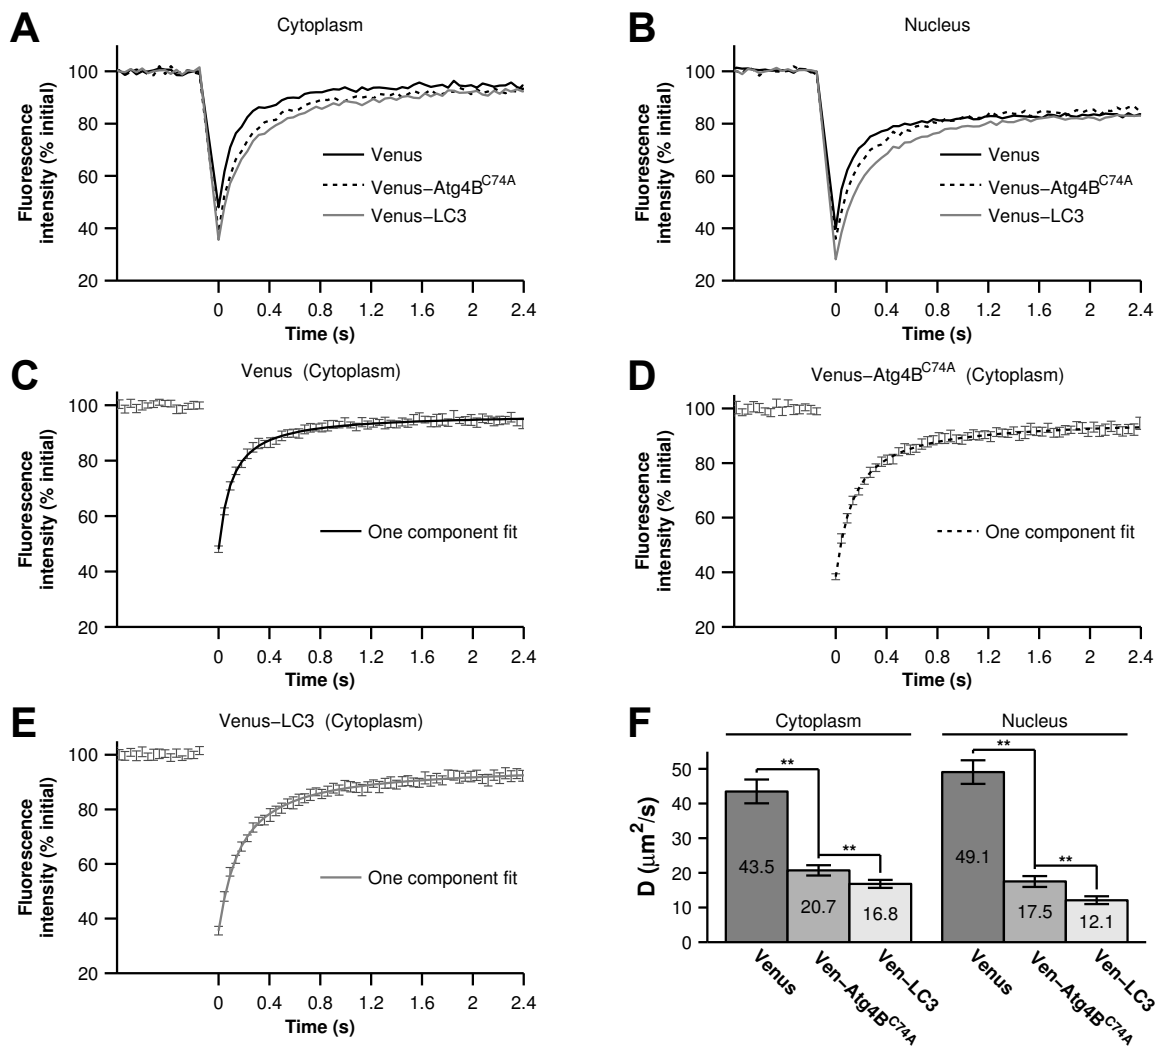 A
Cytoplasm
Fluorescence
intensity (% initial)
100
80
60
40
20
Venus
Venus–Atg4B^C74A
Venus–LC3
0 0.4 0.8 1.2 1.6 2 2.4
Time (s)
B
Nucleus
Fluorescence
intensity (% initial)
100
80
60
40
20
Venus
Venus–Atg4B^C74A
Venus–LC3
0 0.4 0.8 1.2 1.6 2 2.4
Time (s)
C
Venus (Cytoplasm)
Fluorescence
intensity (% initial)
100
80
60
40
20
One component fit
0 0.4 0.8 1.2 1.6 2 2.4
Time (s)
D
Venus–Atg4B^C74A (Cytoplasm)
Fluorescence
intensity (% initial)
100
80
60
40
20
One component fit
0 0.4 0.8 1.2 1.6 2 2.4
Time (s)
E
Venus–LC3 (Cytoplasm)
Fluorescence
intensity (% initial)
100
80
60
40
20
One component fit
0 0.4 0.8 1.2 1.6 2 2.4
Time (s)
F
Cytoplasm Nucleus
D (μm²/s)
50
40
30
20
10
0
** ** ** **
43.5 20.7 16.8 49.1 17.5 12.1
Venus Ven–Atg4B^C74A Ven–LC3 Venus Ven–Atg4B^C74A Ven–LC3